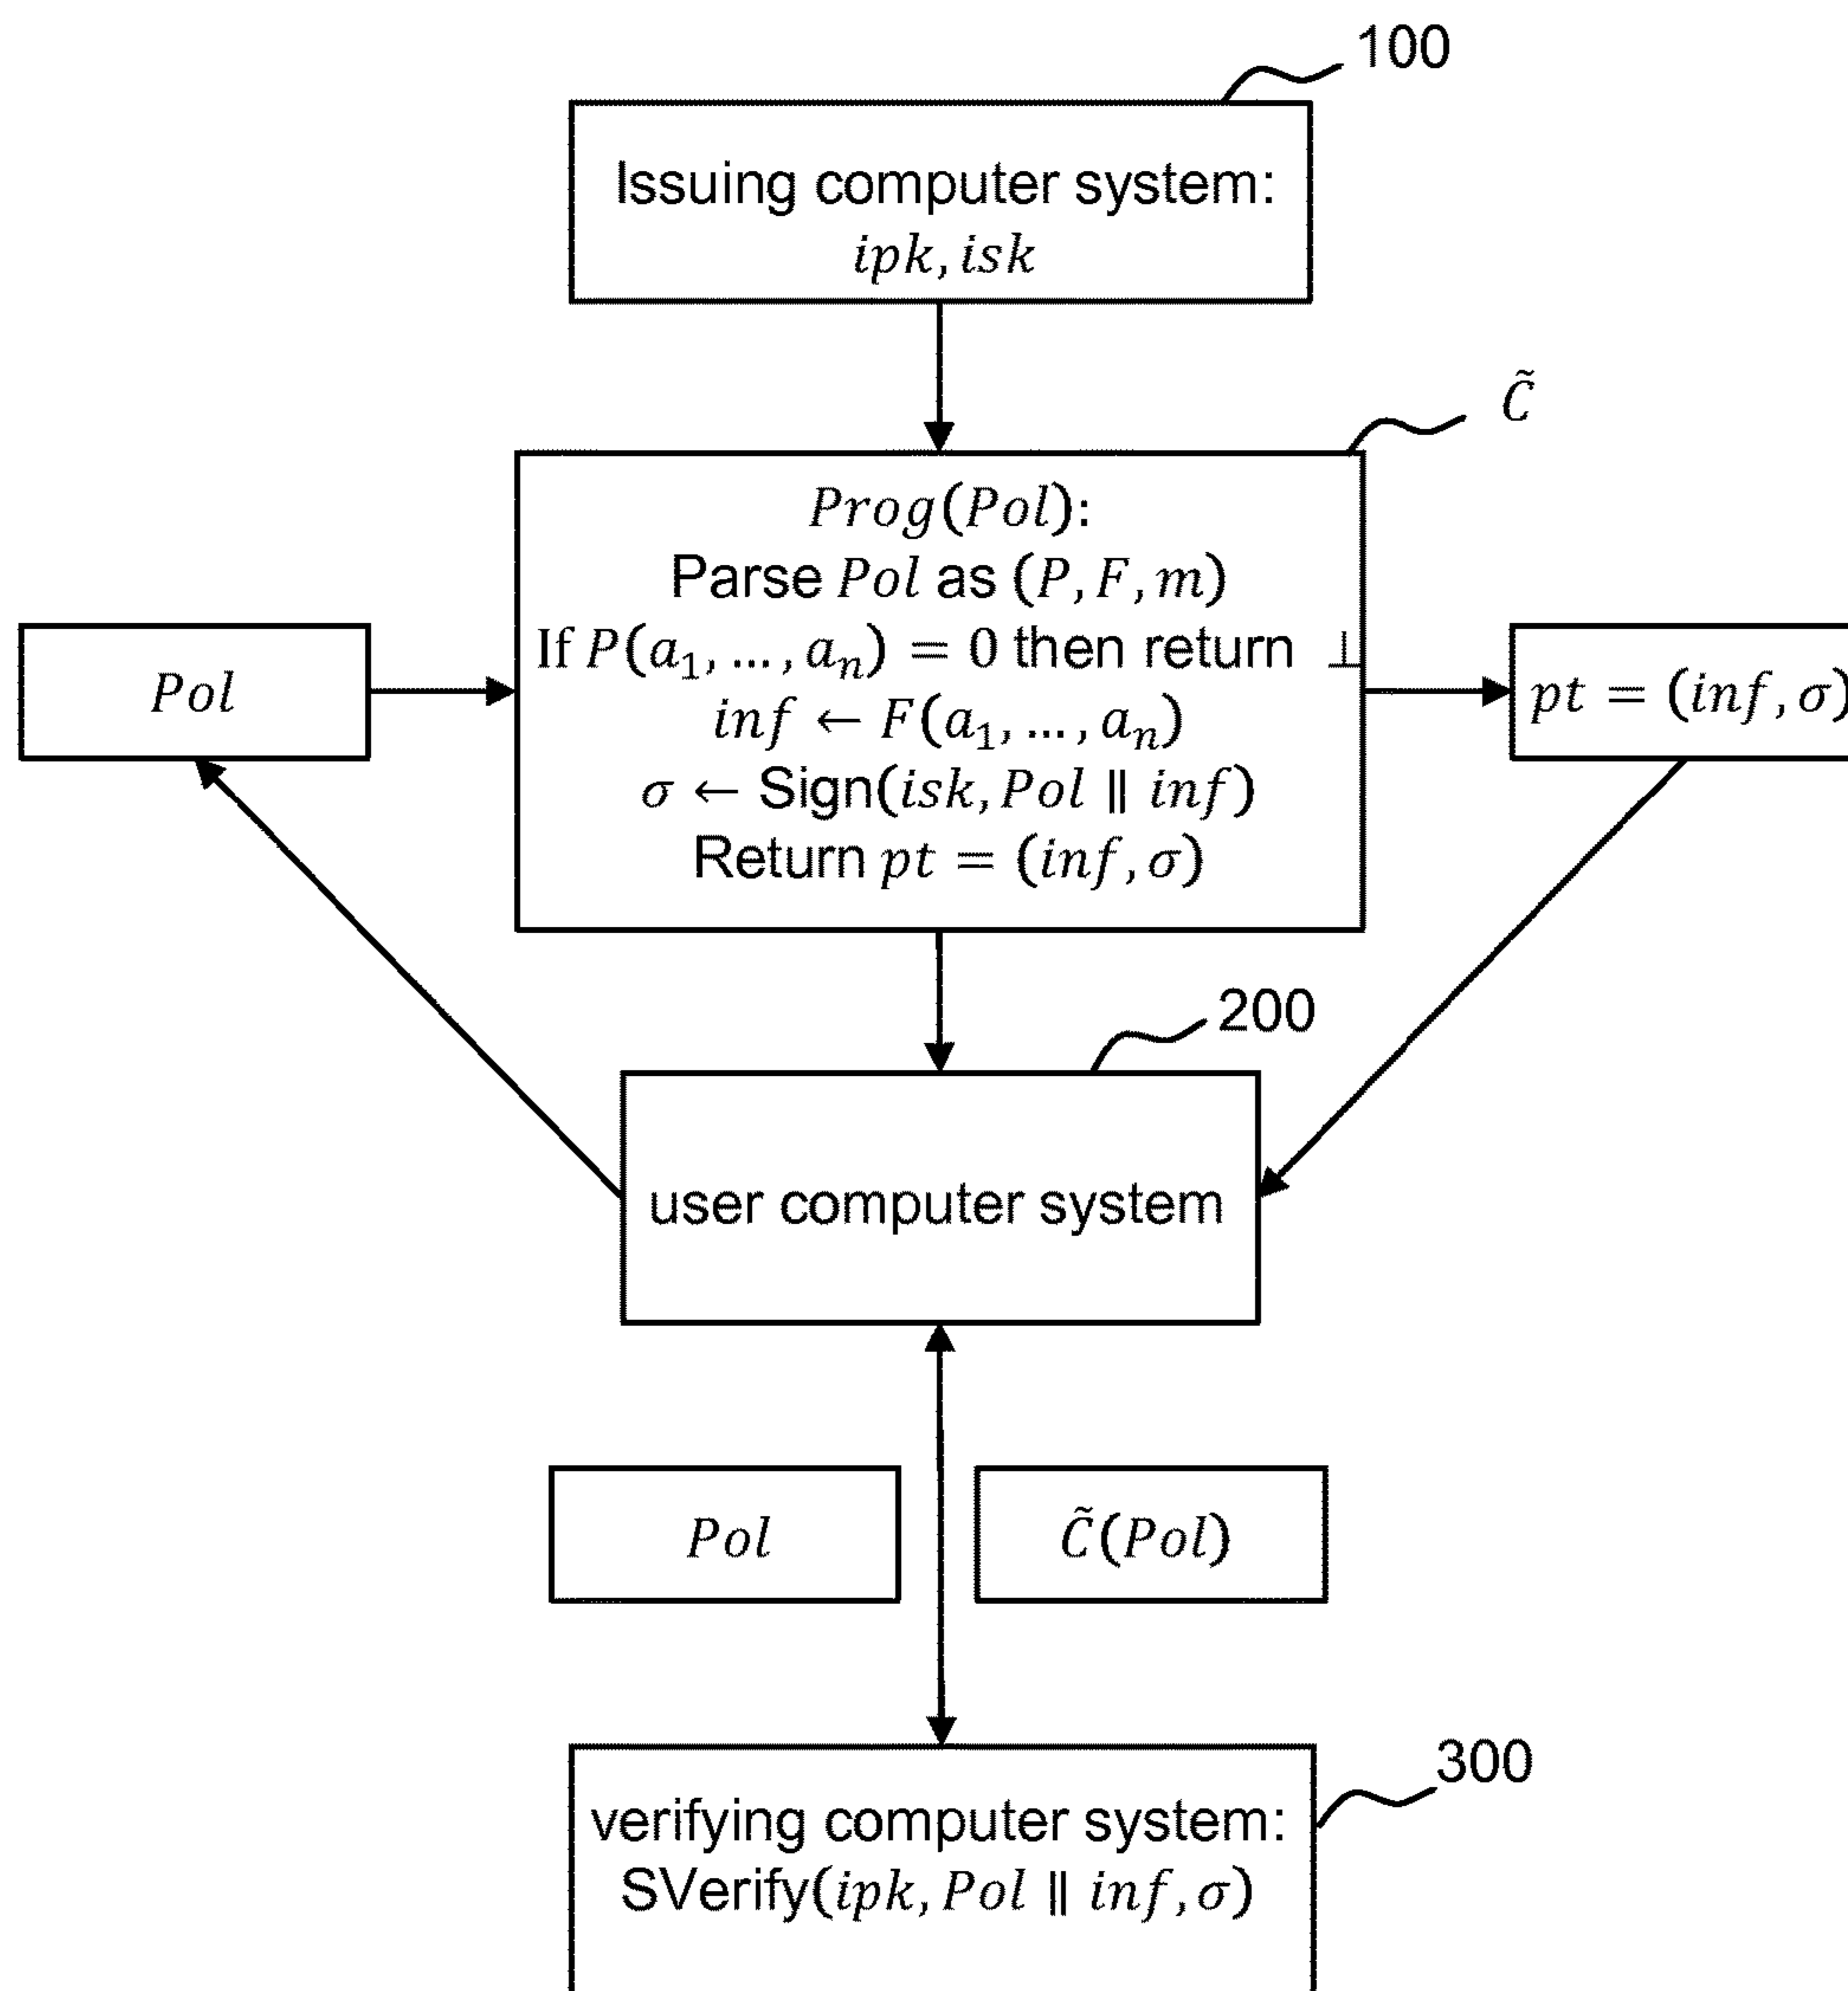 100
Issuing computer system:
ipk, isk
C̃
Prog(Pol):
Parse Pol as (P, F, m)
If P(a₁, …, aₙ) = 0 then return ⊥
inf ← F(a₁, …, aₙ)
σ ← Sign(isk, Pol ∥ inf)
Return pt = (inf, σ)
Pol
pt = (inf, σ)
200
user computer system
Pol
C̃(Pol)
300
verifying computer system:
SVerify(ipk, Pol ∥ inf, σ)